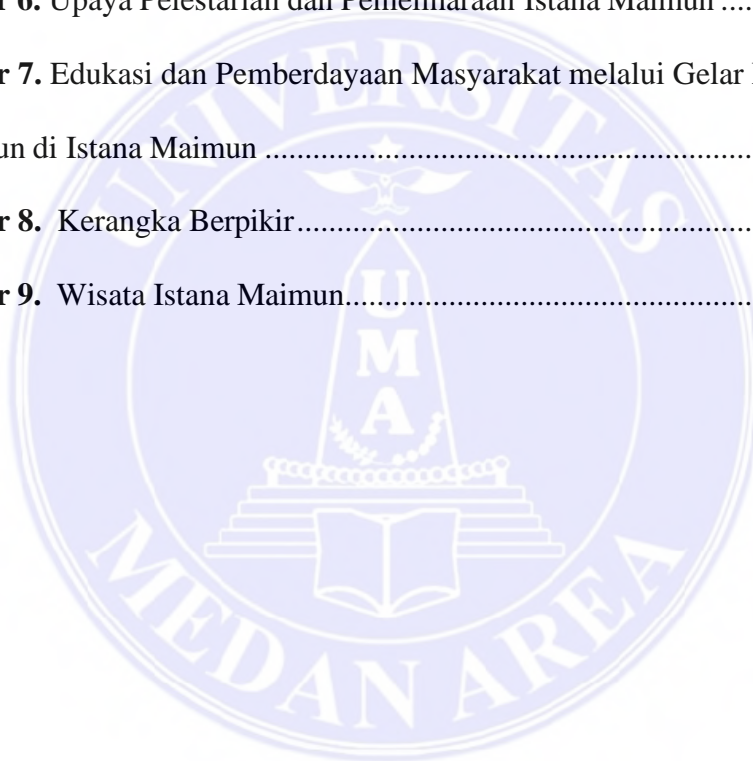 r 6. Upaya Pelestarian dan Pemeliharaan Istana Maimun ....
r 7. Edukasi dan Pemberdayaan Masyarakat melalui Gelar
un di Istana Maimun ..............................................................
r 8. Kerangka Berpikir..........................................................
r 9. Wisata Istana Maimun....................................................
UNIVERSITAS
UMA
MEDAN AREA